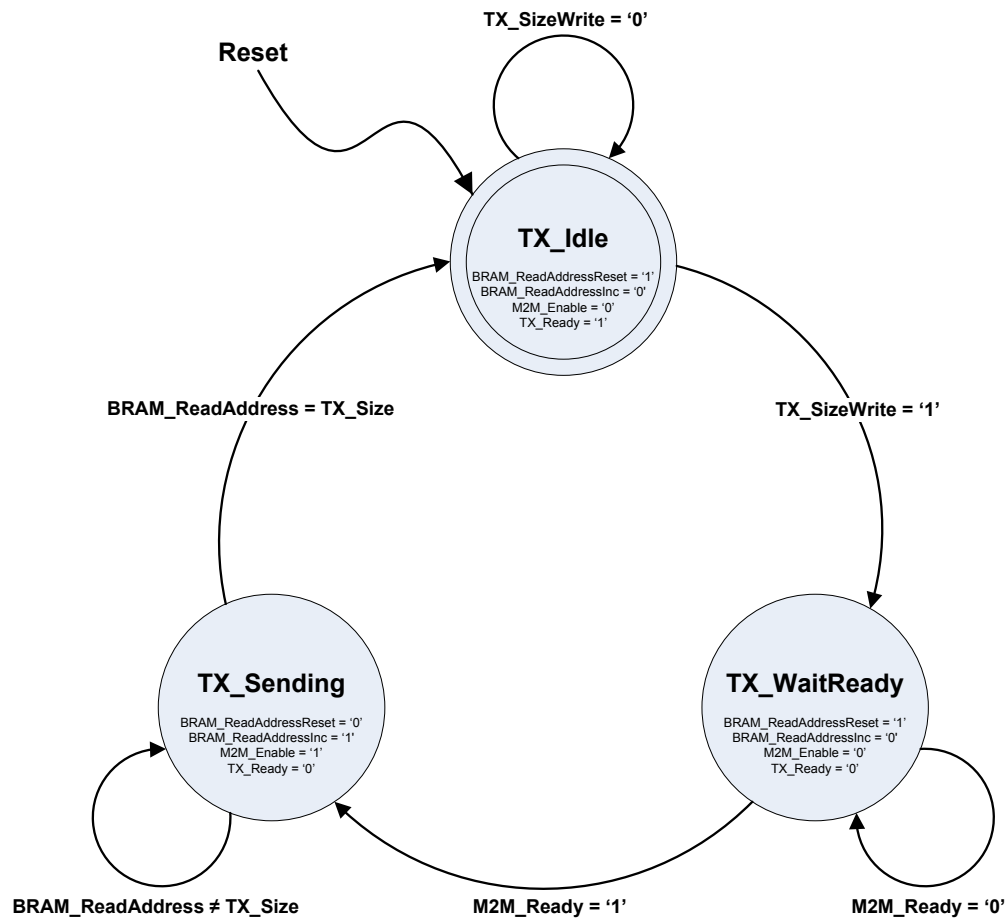 TX_SizeWrite = ‘0’
Reset
TX_Idle
BRAM_ReadAddressReset = ‘1’
BRAM_ReadAddressInc = ‘0’
M2M_Enable = ‘0’
TX_Ready = ‘1’
BRAM_ReadAddress = TX_Size
TX_SizeWrite = ‘1’
TX_Sending
BRAM_ReadAddressReset = ‘0’
BRAM_ReadAddressInc = ‘1'
M2M_Enable = ‘1’
TX_Ready = ‘0’
TX_WaitReady
BRAM_ReadAddressReset = ‘1’
BRAM_ReadAddressInc = ‘0'
M2M_Enable = ‘0’
TX_Ready = ‘0’
BRAM_ReadAddress ≠ TX_Size
M2M_Ready = ‘1’
M2M_Ready = ‘0’